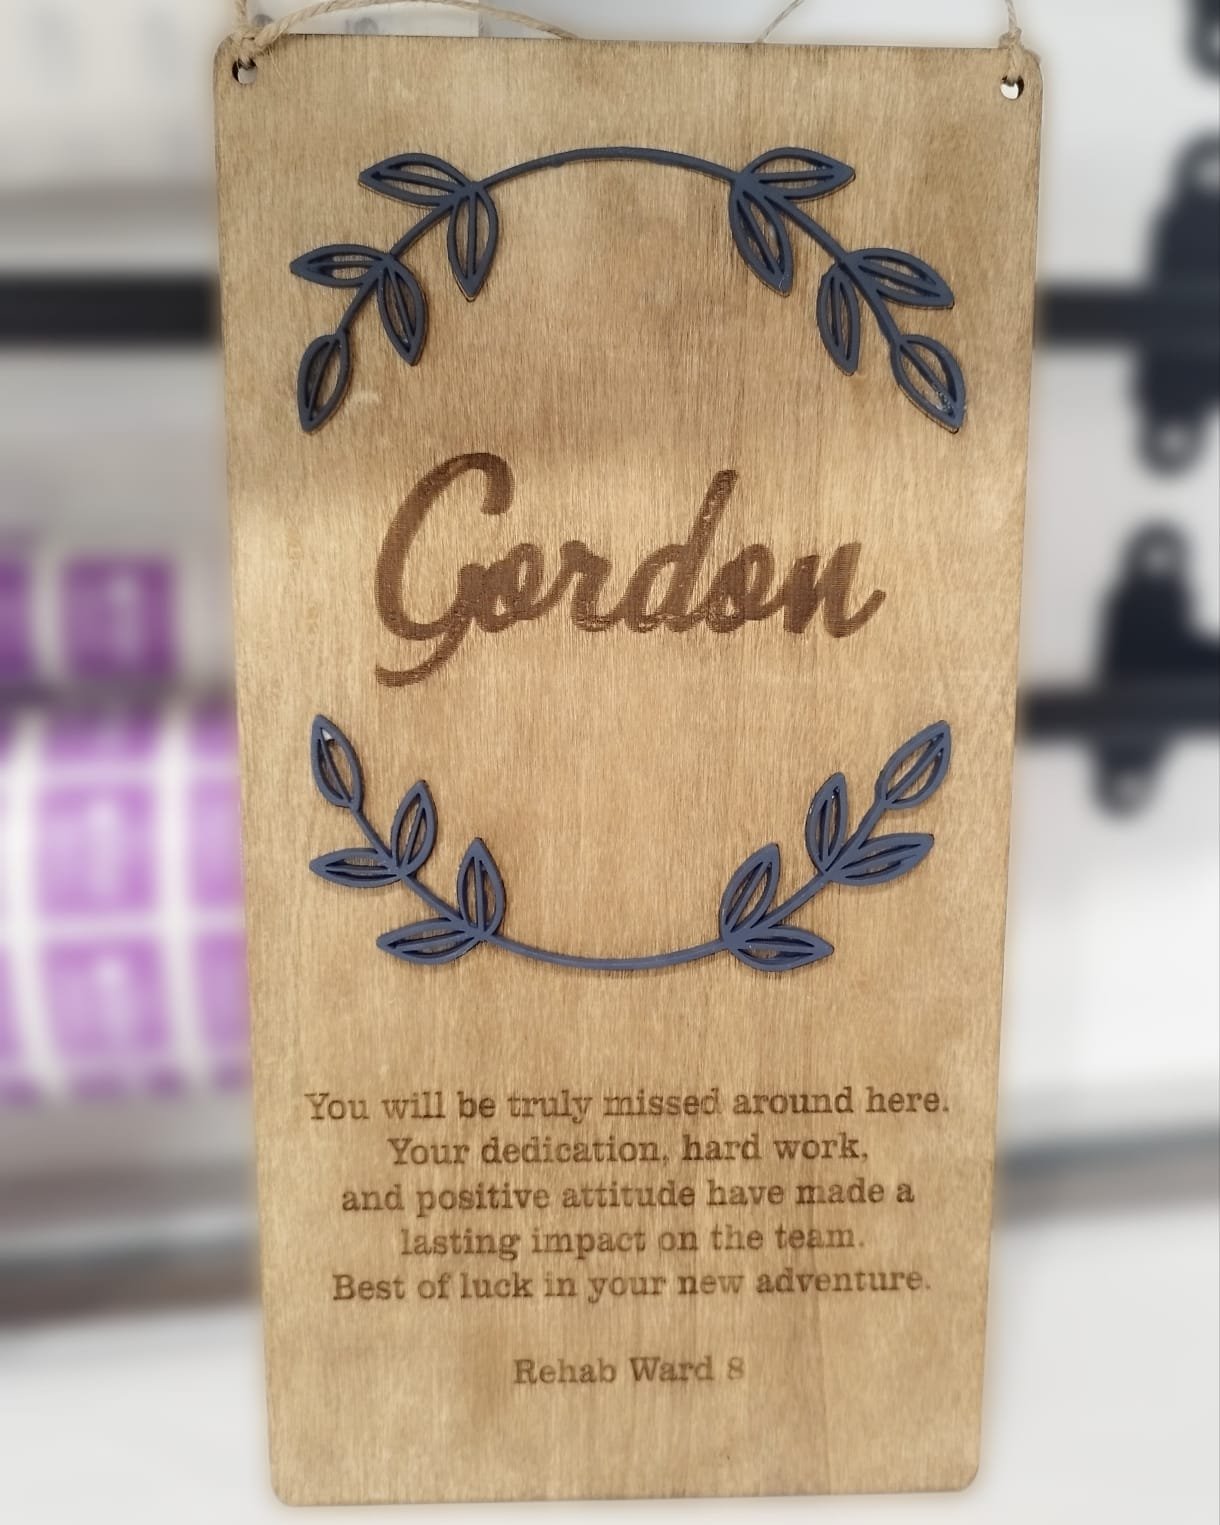 Gordon
You will be truly missed around here.
Your dedication, hard work,
and positive attitude have made a
lasting impact on the team.
Best of luck in your new adventure.
Rehab Ward 8